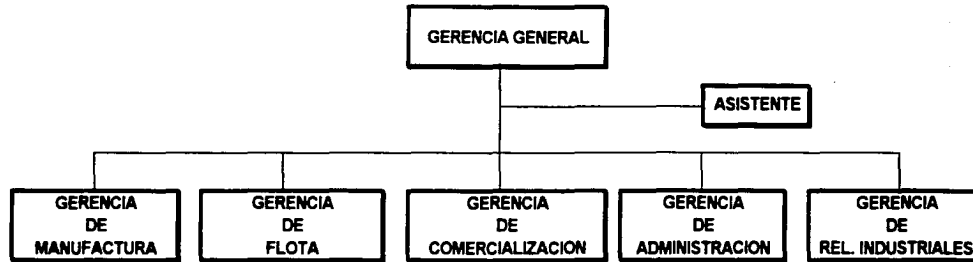 GERENCIA GENERAL
ASISTENTE
GERENCIA
DE
MANUFACTURA
GERENCIA
DE
FLOTA
GERENCIA
DE
COMERCIALIZACION
GERENCIA
DE
ADMINISTRACION
GERENCIA
DE
REL. INDUSTRIALES